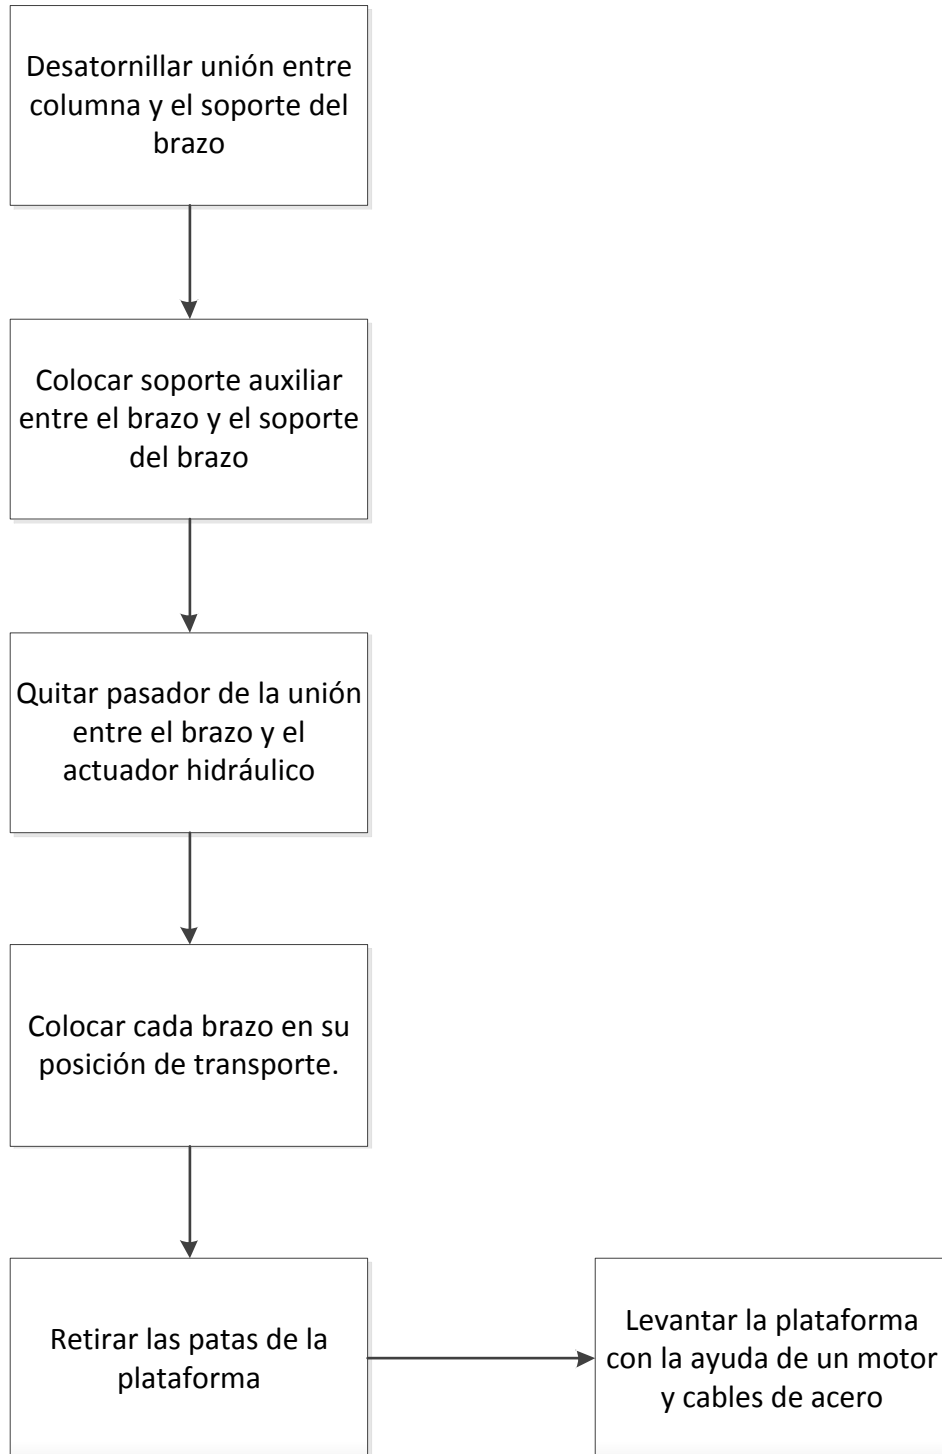 Desatornillar unión entre
columna y el soporte del
brazo
Colocar soporte auxiliar
entre el brazo y el soporte
del brazo
Quitar pasador de la unión
entre el brazo y el
actuador hidráulico
Colocar cada brazo en su
posición de transporte.
Retirar las patas de la
plataforma
Levantar la plataforma
con la ayuda de un motor
y cables de acero